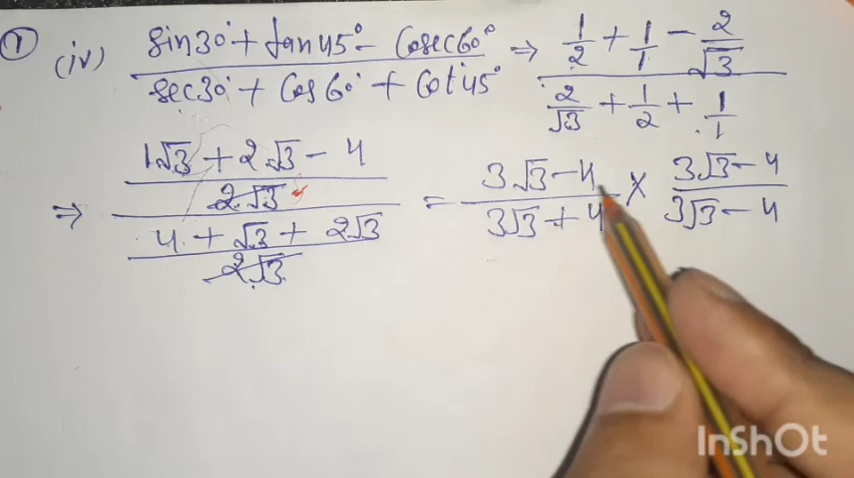 ① (iv) sin30° + tan45° - Cosec60° / sec30° + Cos60° + Cot45° ⇒ 1/2 + 1/1 - 2/√3 / 2/√3 + 1/2 + 1/1
⇒ 1√3 + 2√3 - 4 / 2√3 / 4 + √3 + 2√3 / 2√3 = 3√3 - 4 / 3√3 + 4 × 3√3 - 4 / 3√3 - 4
InShOt